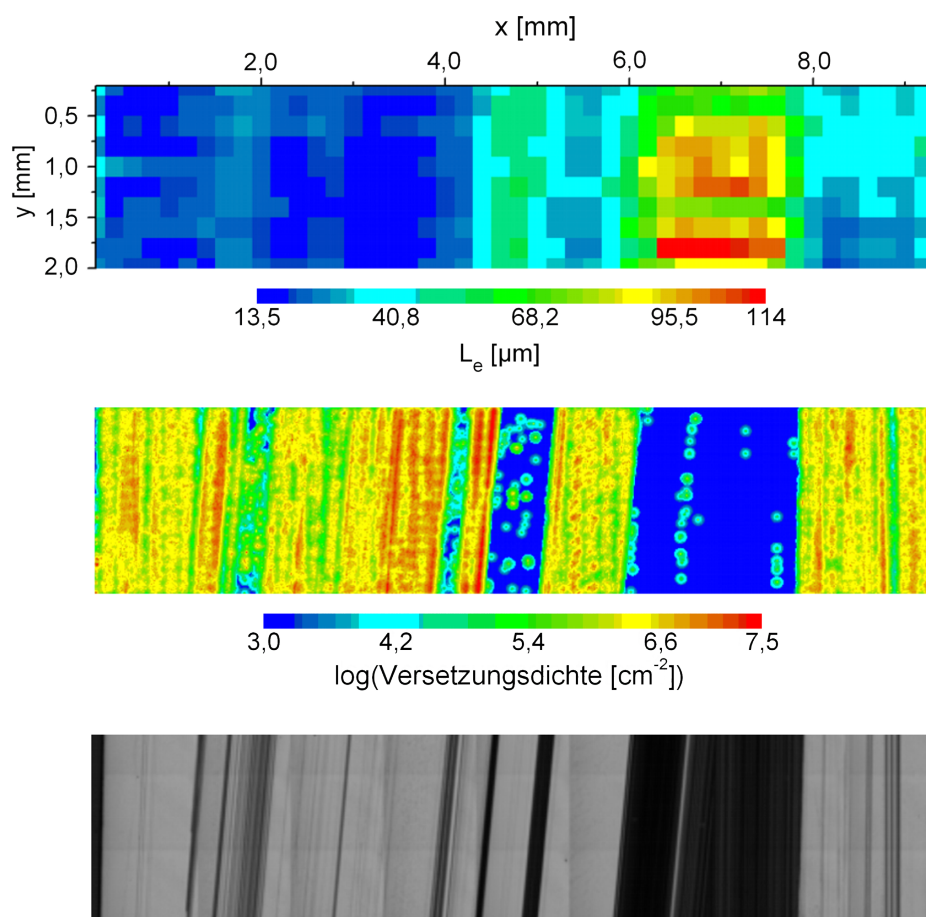 x [mm]
2,0 4,0 6,0 8,0
y [mm]
0,5
1,0
1,5
2,0
13,5 40,8 68,2 95,5 114
Le [µm]
3,0 4,2 5,4 6,6 7,5
log(Versetzungsdichte [cm-2])